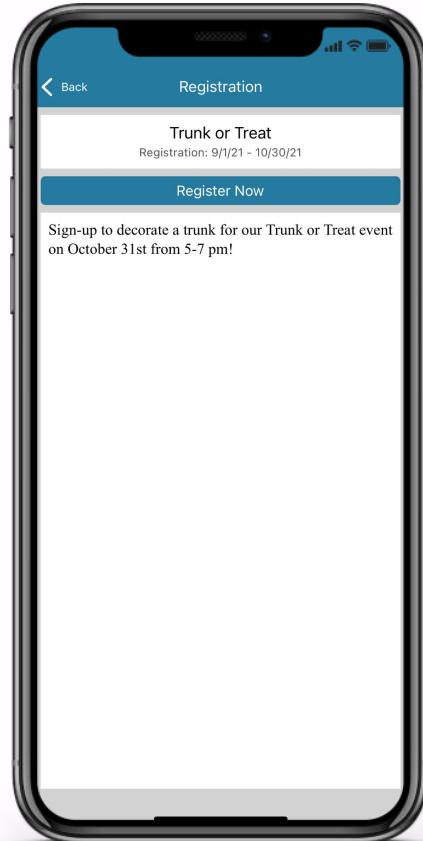 Back
Registration
Trunk or Treat
Registration: 9/1/21 - 10/30/21
Register Now
Sign-up to decorate a trunk for our Trunk or Treat event
on October 31st from 5-7 pm!